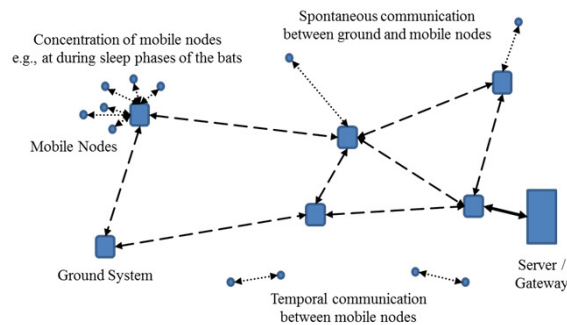 Concentration of mobile nodes
e.g., at during sleep phases of the bats
Spontaneous communication
between ground and mobile nodes
Mobile Nodes
Ground System
Server /
Gateway
Temporal communication
between mobile nodes